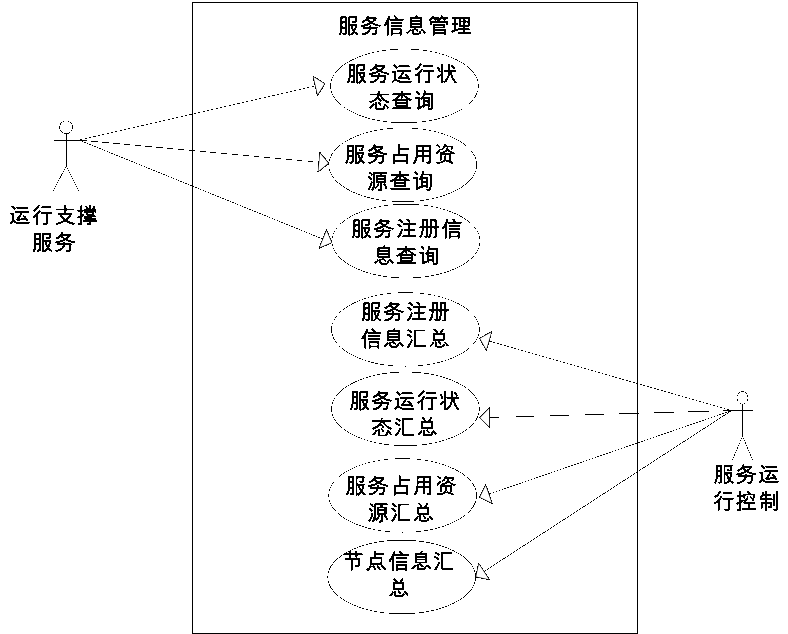 服务信息管理
服务运行状
态查询
服务占用资
源查询
运行支撑
服务
服务注册信
息查询
服务注册
信息汇总
服务运行状
态汇总
服务运
行控制
服务占用资
源汇总
节点信息汇
总